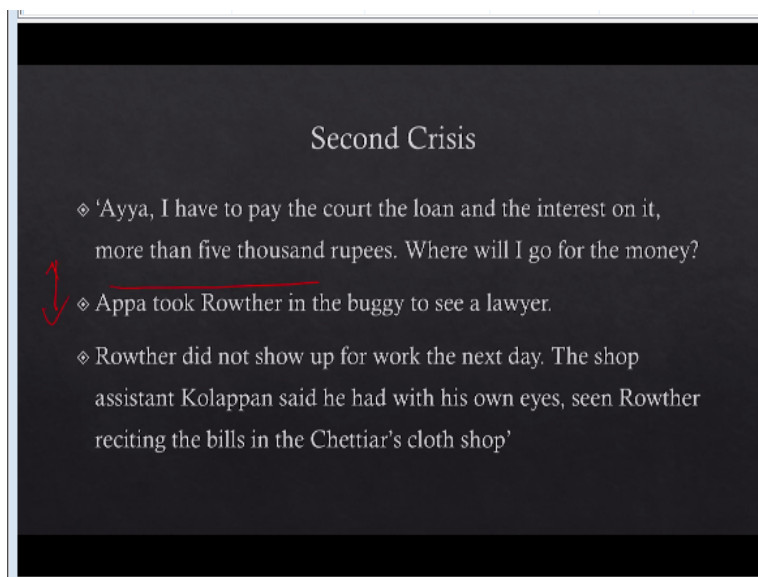 Second Crisis
‘Ayya, I have to pay the court the loan and the interest on it,
more than five thousand rupees. Where will I go for the money?
Appa took Rowther in the buggy to see a lawyer.
Rowther did not show up for work the next day. The shop
assistant Kolappan said he had with his own eyes, seen Rowther
reciting the bills in the Chettiar’s cloth shop’